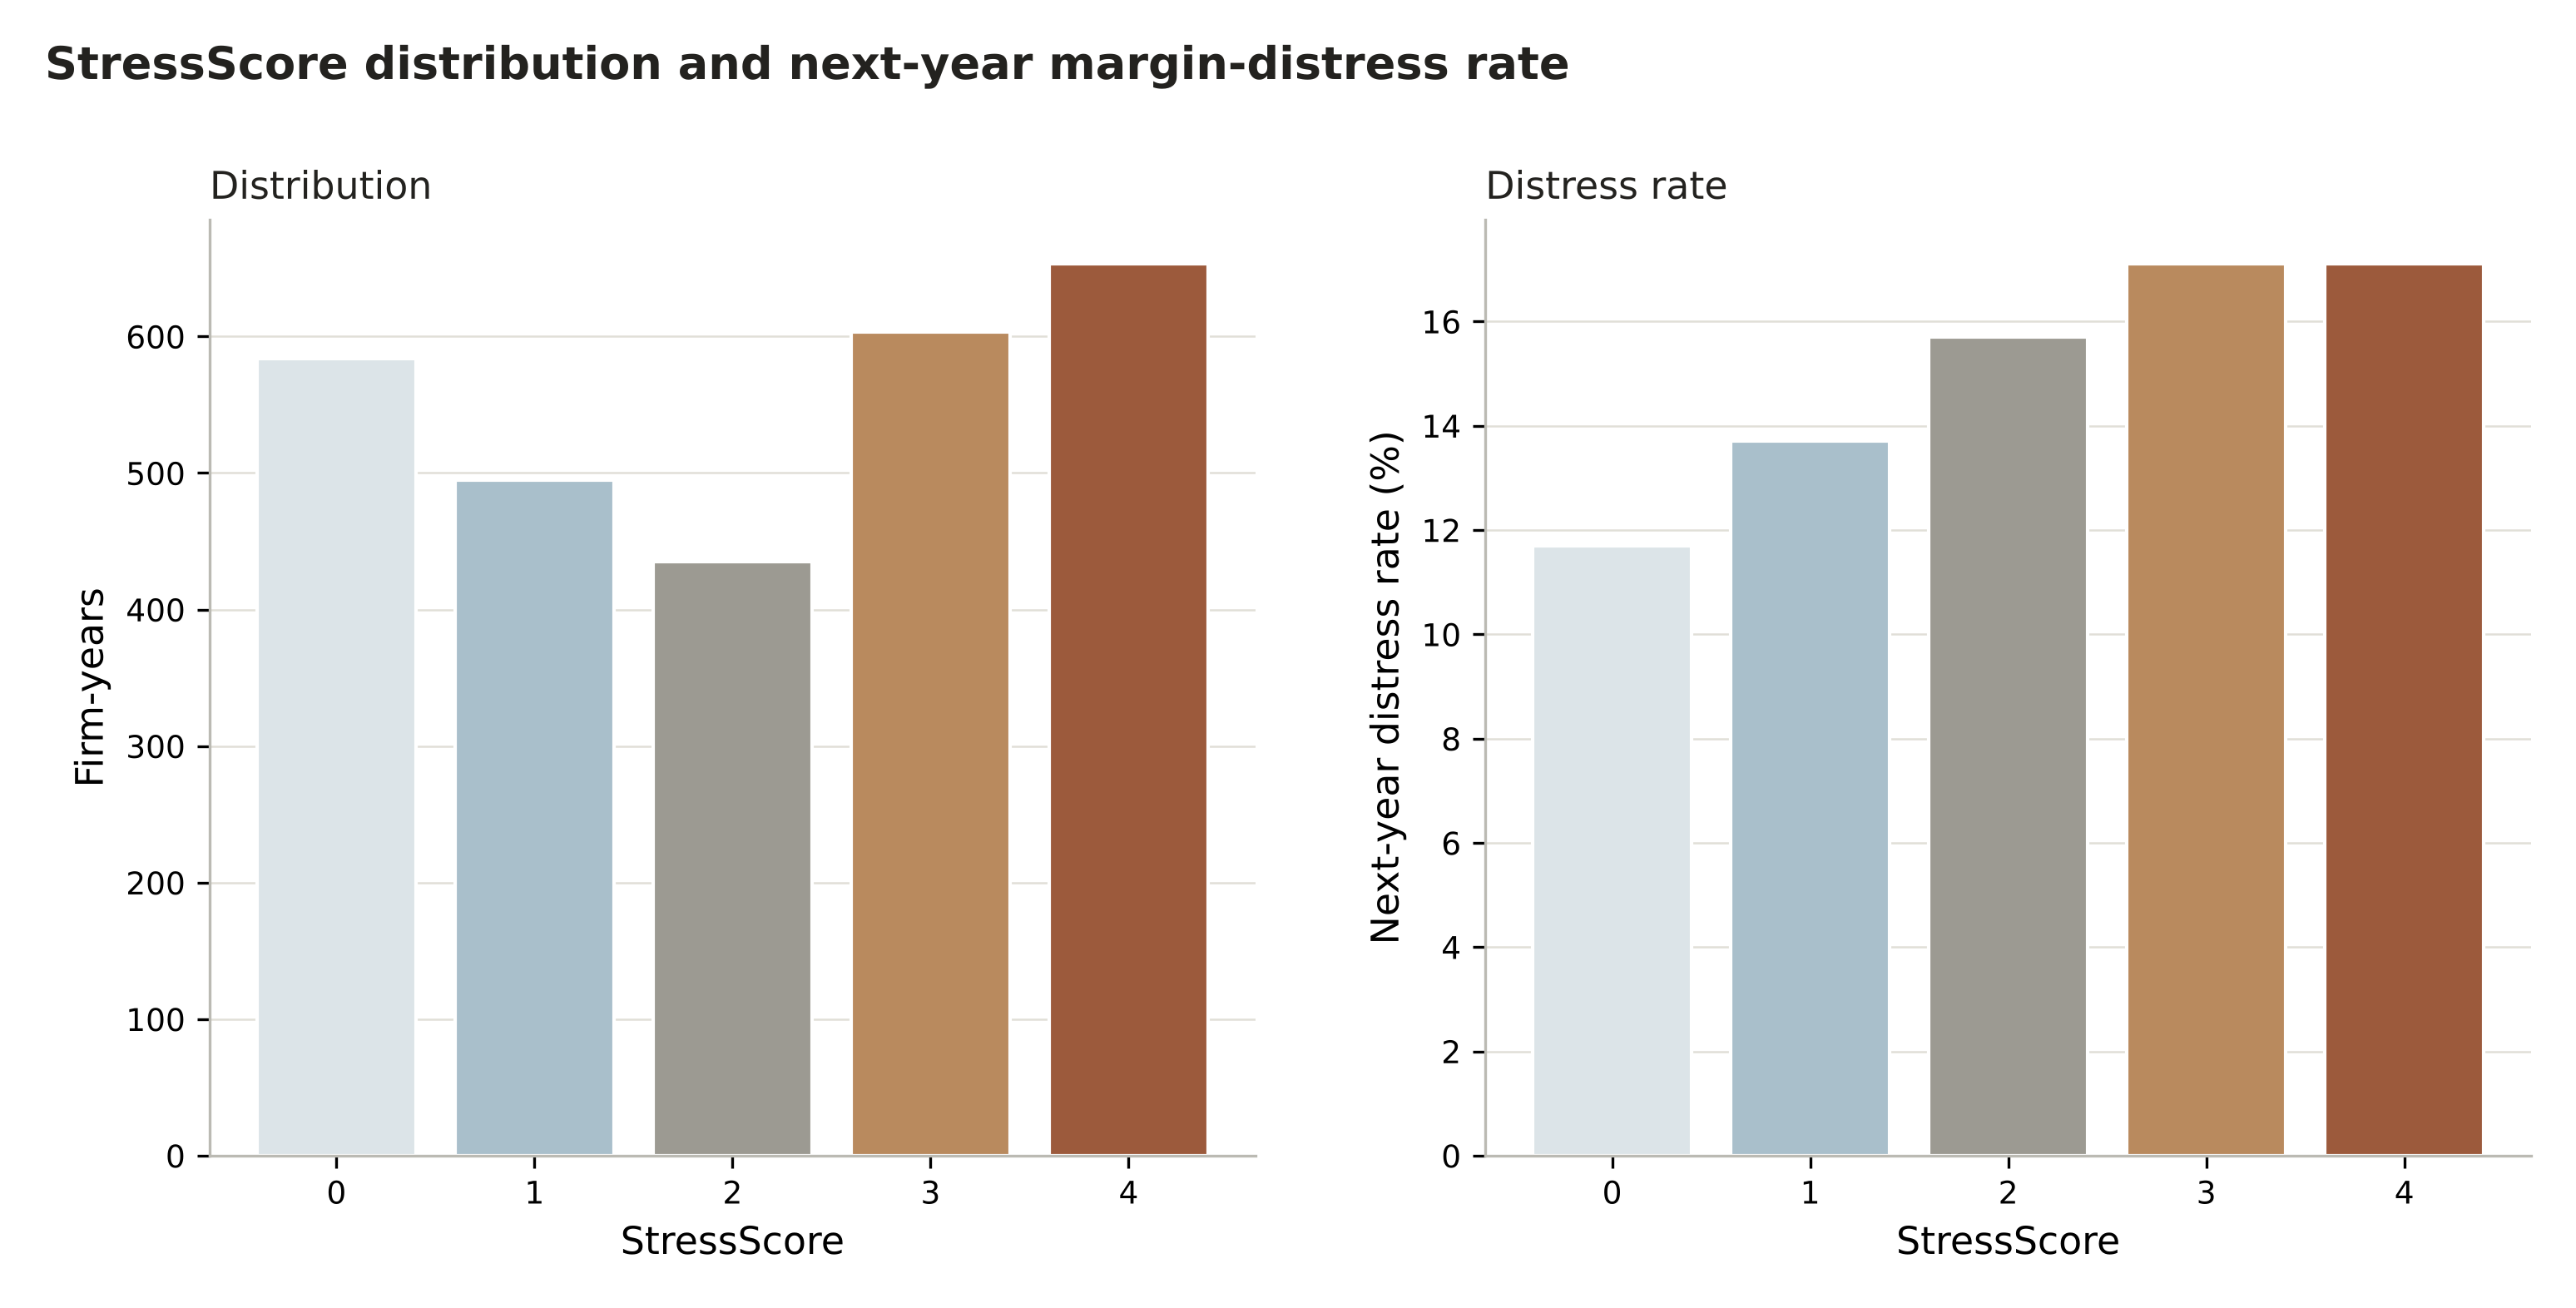 StressScore distribution and next-year margin-distress rate
Distribution
Firm-years
600
500
400
300
200
100
0
0 1 2 3 4
StressScore
Distress rate
Next-year distress rate (%)
16
14
12
10
8
6
4
2
0
0 1 2 3 4
StressScore